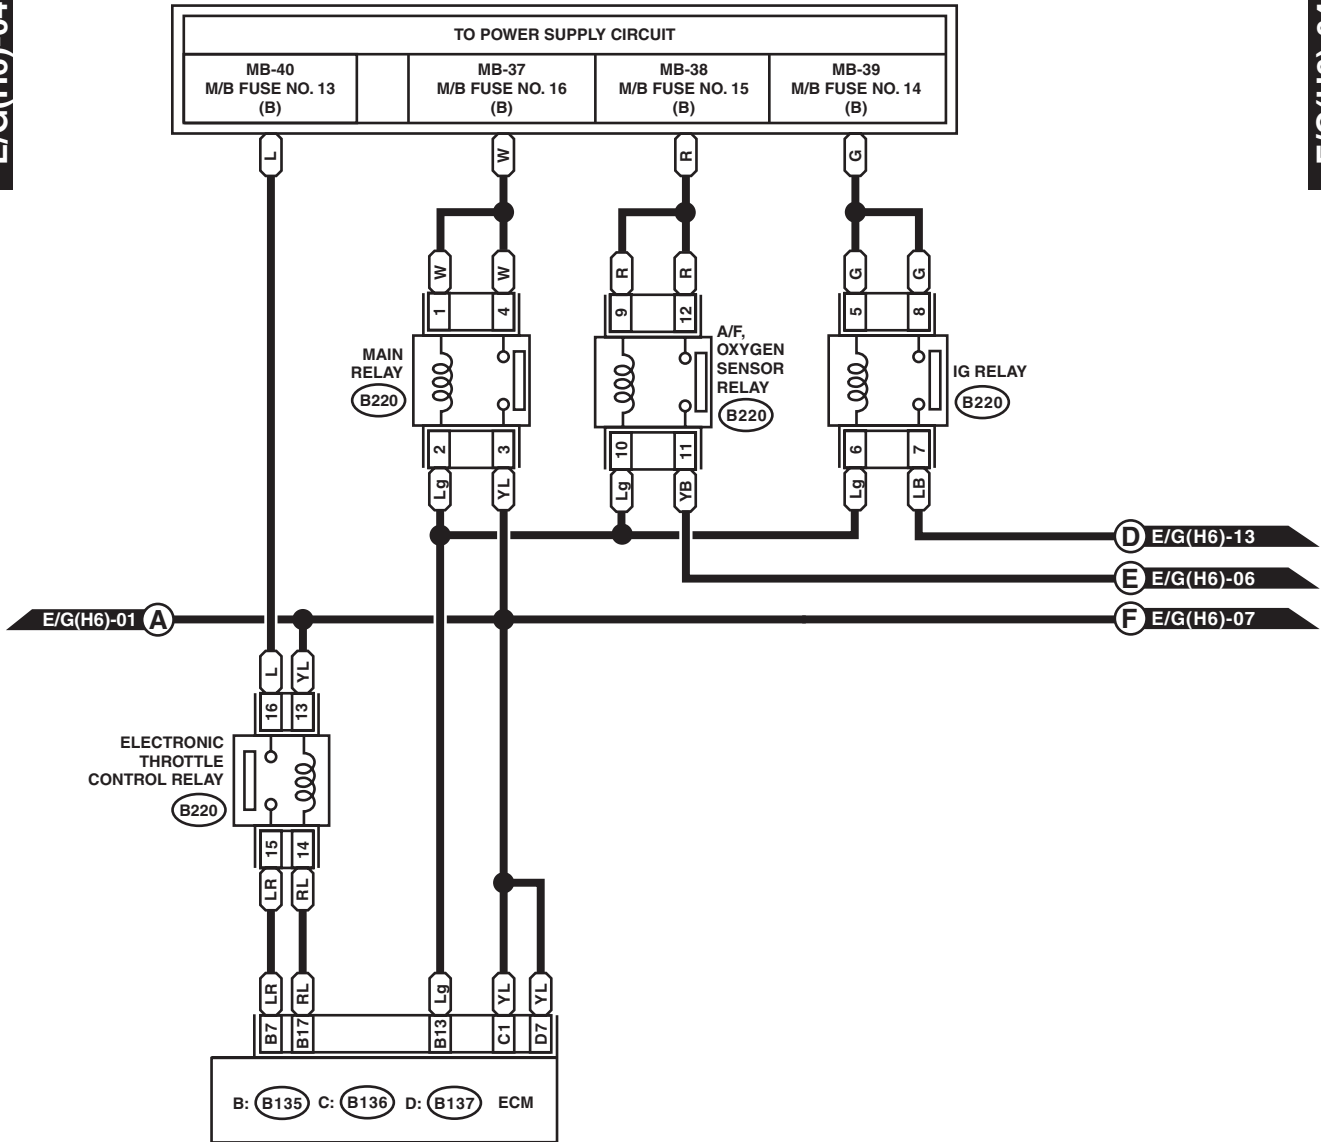 TO POWER SUPPLY CIRCUIT
MB-40
M/B FUSE NO. 13
(B)
MB-37
M/B FUSE NO. 16
(B)
MB-38
M/B FUSE NO. 15
(B)
MB-39
M/B FUSE NO. 14
(B)
L
W
R
G
W
W
R
R
G
G
1
4
9
12
5
8
MAIN
RELAY
B220
A/F,
OXYGEN
SENSOR
RELAY
B220
IG RELAY
B220
2
3
10
11
6
7
Lg
YL
Lg
YB
Lg
LB
D E/G(H6)-13
E E/G(H6)-06
E/G(H6)-01 A
F E/G(H6)-07
L
YL
16
13
ELECTRONIC
THROTTLE
CONTROL RELAY
B220
15
14
LR
RL
LR
RL
Lg
YL
YL
B7
B17
B13
C1
D7
B: B135 C: B136 D: B137 ECM